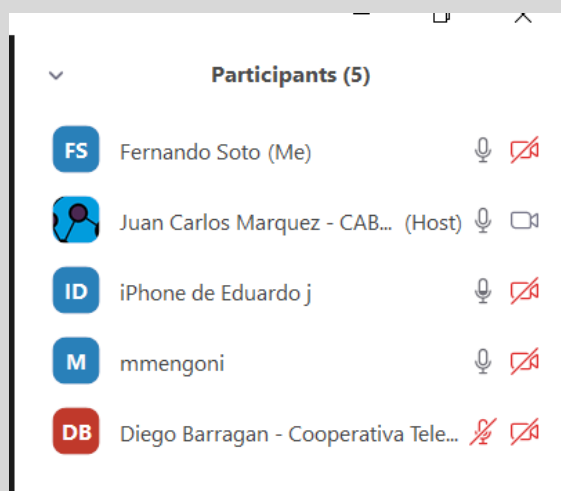 Participants (5)
FS Fernando Soto (Me)
Juan Carlos Marquez - CAB... (Host)
ID iPhone de Eduardo j
M mmengoni
DB Diego Barragan - Cooperativa Tele...